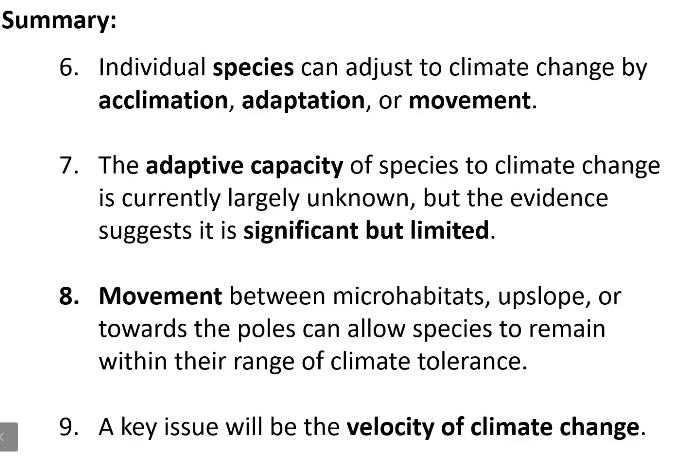 Summary:
6. Individual species can adjust to climate change by
acclimation, adaptation, or movement.
7. The adaptive capacity of species to climate change
is currently largely unknown, but the evidence
suggests it is significant but limited.
8. Movement between microhabitats, upslope, or
towards the poles can allow species to remain
within their range of climate tolerance.
9. A key issue will be the velocity of climate change.